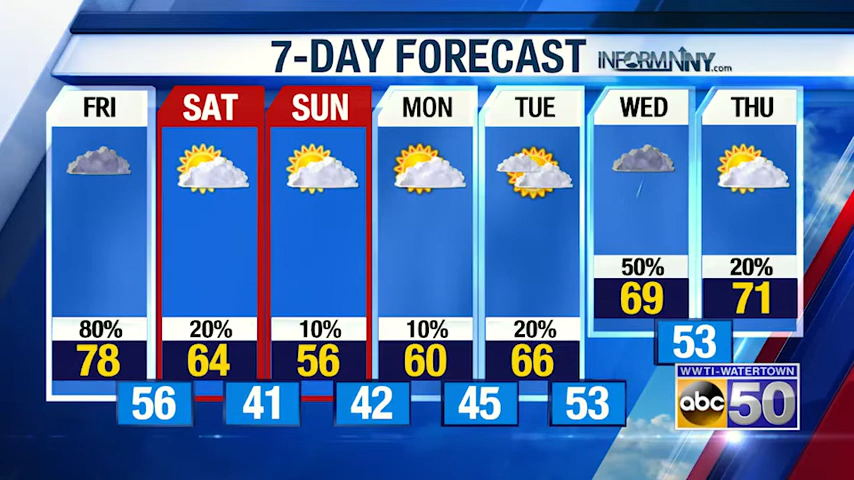 7-DAY FORECAST INFORMNNY.com
FRI SAT SUN MON TUE WED THU
50% 20%
69 71
80% 20% 10% 10% 20%
78 64 56 60 66
53
56 41 42 45 53
WWTI-WATERTOWN
abc 50